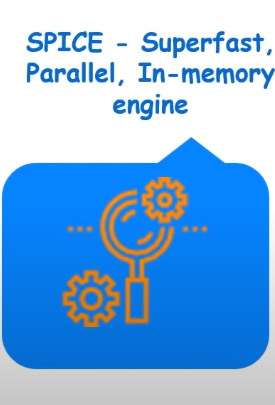 SPICE - Superfast,
Parallel, In-memory
engine